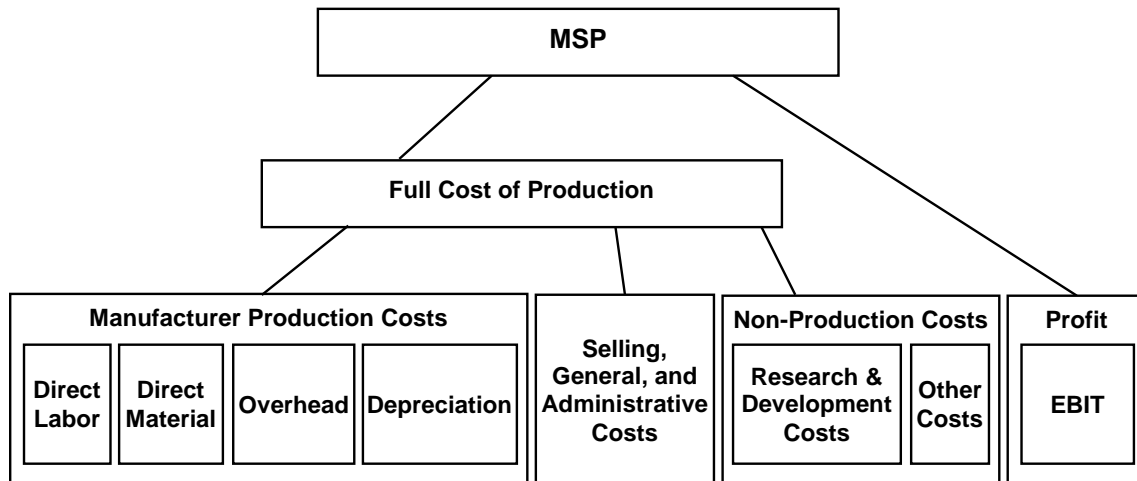 MSP
Full Cost of Production
Manufacturer Production Costs
Direct
Labor
Direct
Material
Overhead
Depreciation
Selling,
General, and
Administrative
Costs
Non-Production Costs
Research &
Development
Costs
Other
Costs
Profit
EBIT